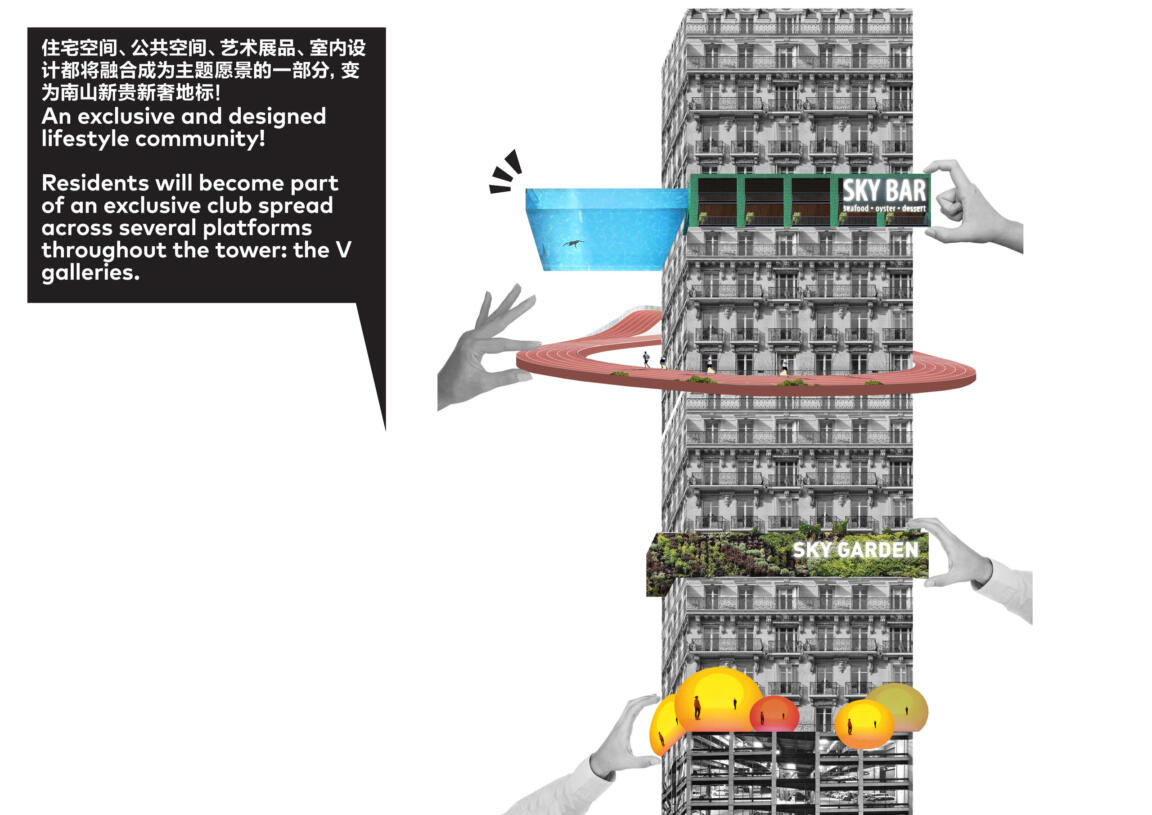 住宅空间、公共空间、艺术展品、室内设
计都将融合成为主题愿景的一部分, 变
为南山新贵新奢地标!
An exclusive and designed
lifestyle community!
Residents will become part
of an exclusive club spread
across several platforms
throughout the tower: the V
galleries.
SKY BAR
seafood • oyster • dessert
SKY GARDEN